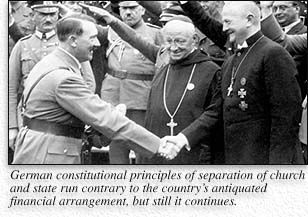 German constitutional principles of separation of church
and state run contrary to the country's antiquated
financial arrangement, but still it continues.